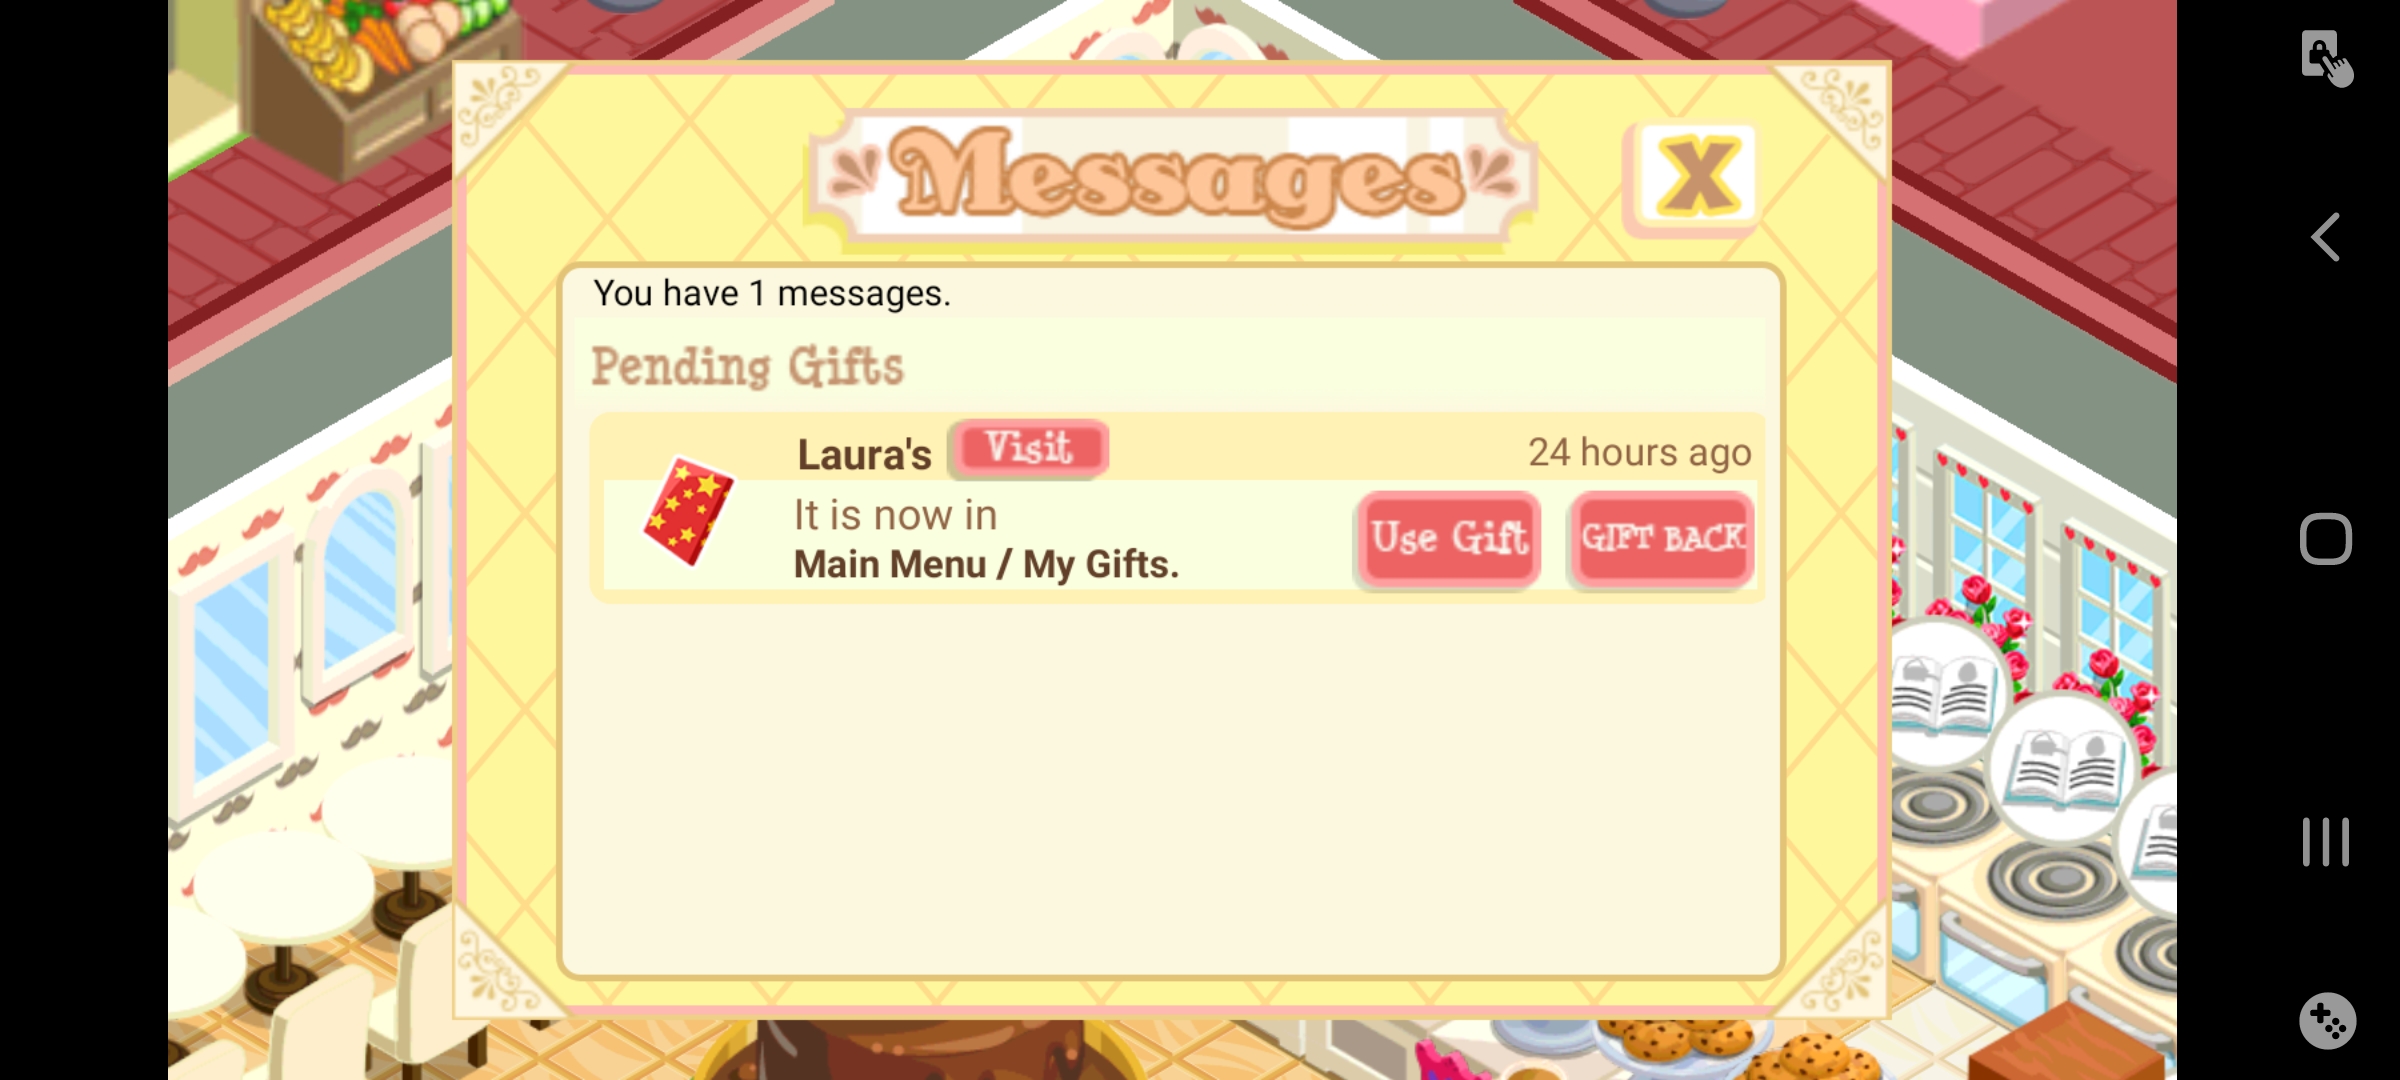 Messages
X
You have 1 messages.
Pending Gifts
Laura's Visit 24 hours ago
It is now in
Main Menu / My Gifts.
Use Gift GIFT BACK